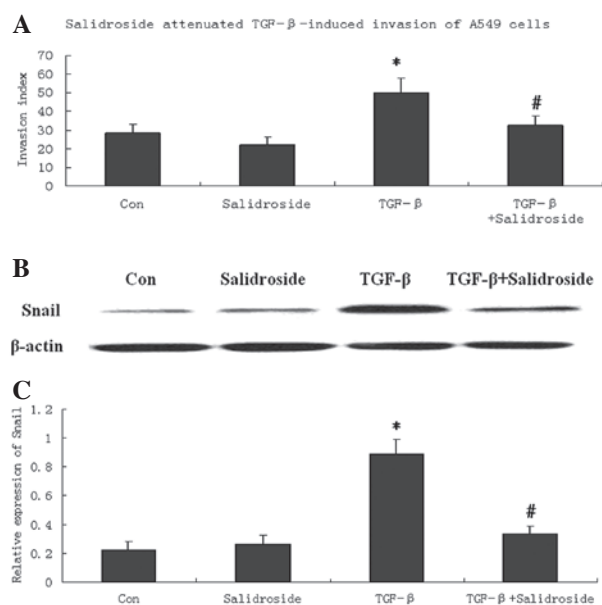 A Salidroside attenuated TGF-β-induced invasion of A549 cells
Invasion index
70
60
50
40
30
20
10
0
*
#
Con Salidroside TGF-β TGF-β
+Salidroside
B
Con Salidroside TGF-β TGF-β+Salidroside
Snail
β-actin
C
Relative expression of Snail
1.2
1
0.8
0.6
0.4
0.2
0
*
#
Con Salidroside TGF-β TGF-β+Salidroside